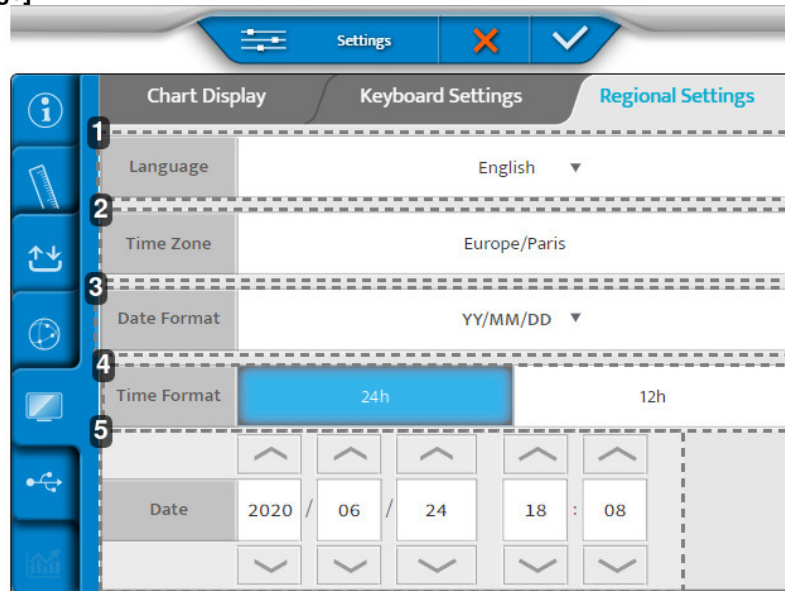 Settings
Chart Display Keyboard Settings Regional Settings
1
Language English
2
Time Zone Europe/Paris
3
Date Format YY/MM/DD
4
Time Format 24h 12h
5
Date 2020 / 06 / 24 18 : 08